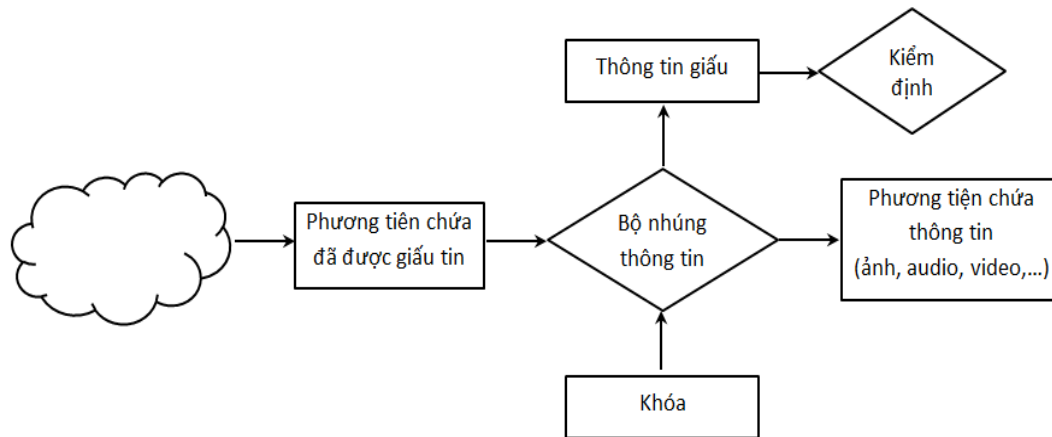 Thông tin giấu
Kiểm
định
Phương tiên chứa
đã được giấu tin
Bộ nhúng
thông tin
Phương tiện chứa
thông tin
(ảnh, audio, video,...)
Khóa